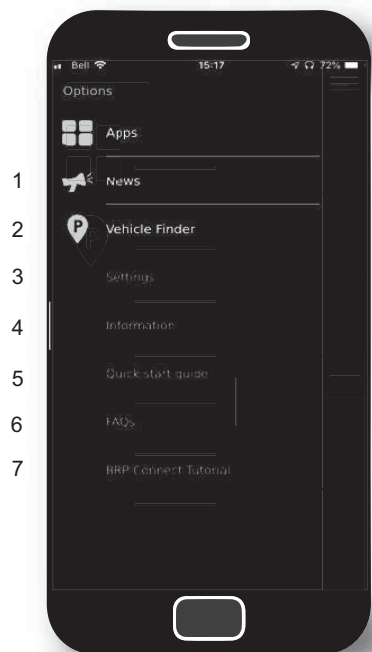 Bell 15:17 72%
Options
Apps
1 News
2 P Vehicle Finder
3 Settings
4 Information
5 Quick start guide
6 FAQs
7 BRP Connect Tutorial